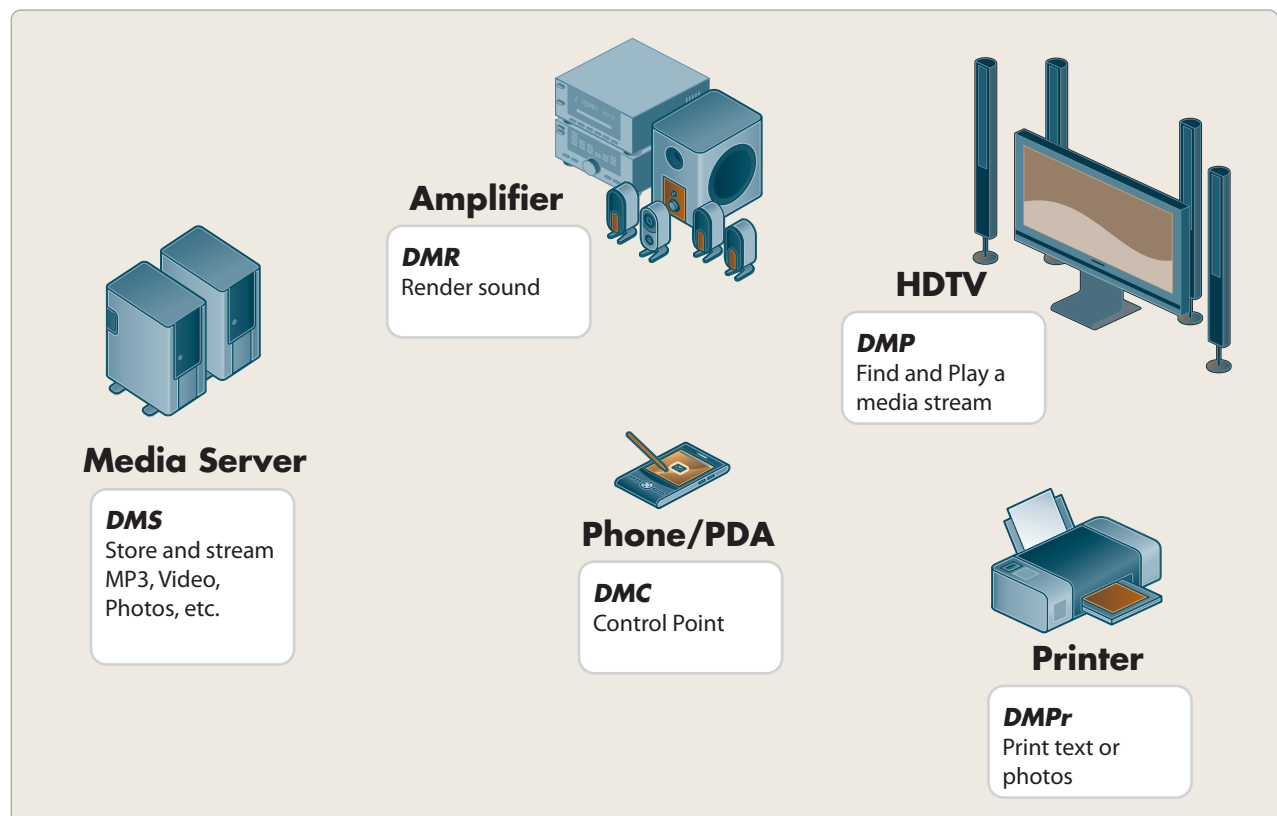 Amplifier
DMR
Render sound
HDTV
DMP
Find and Play a
media stream
Media Server
DMS
Store and stream
MP3, Video,
Photos, etc.
Phone/PDA
DMC
Control Point
Printer
DMPr
Print text or
photos